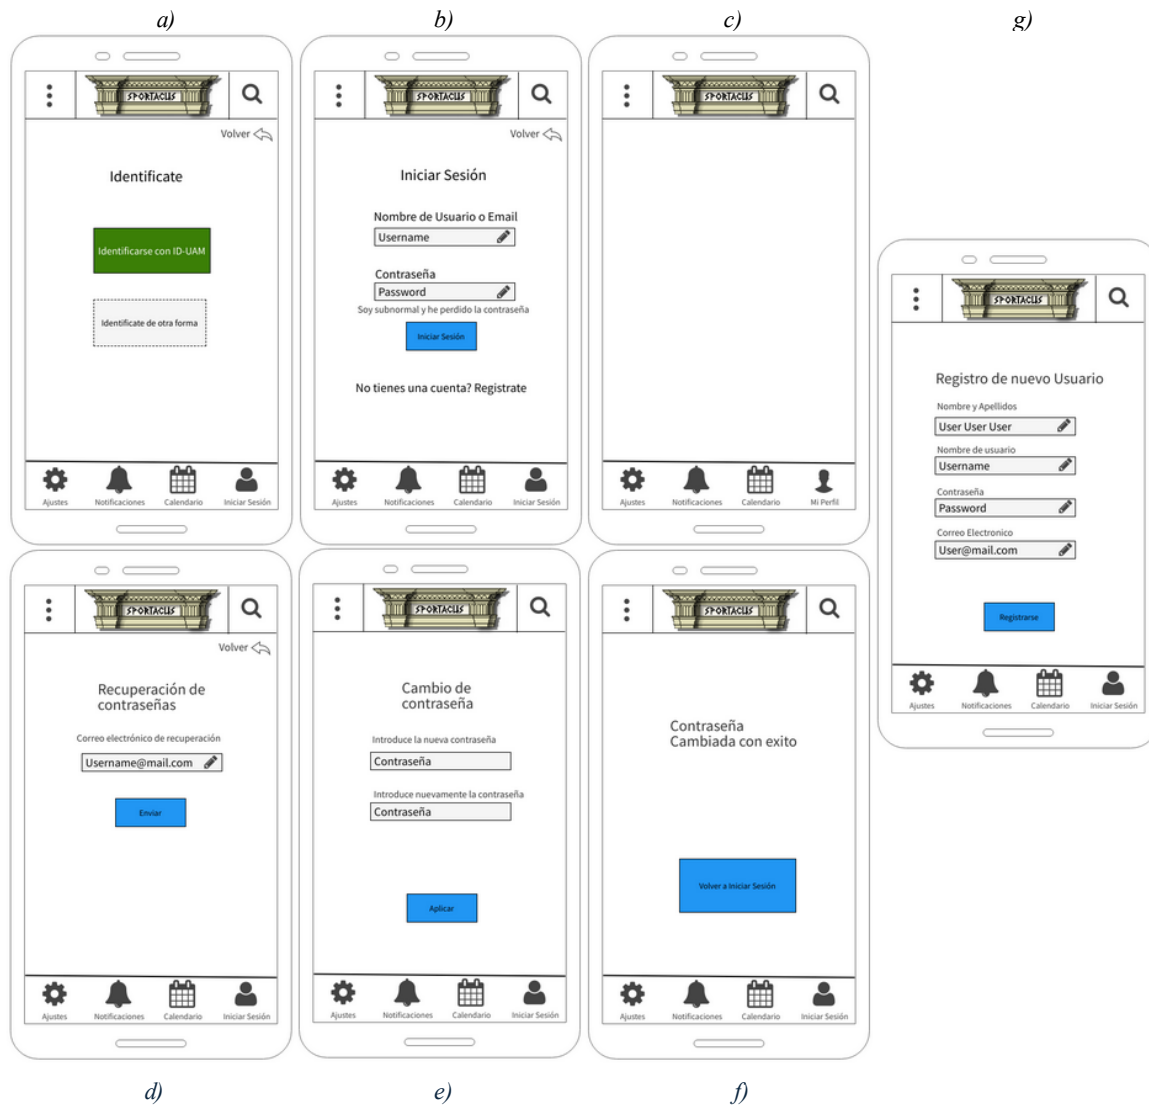 a)
b)
c)
g)
SPORTACUS
Volver
Identificate
Identificarse con ID-UAM
Identificate de otra forma
Ajustes
Notificaciones
Calendario
Iniciar Sesión
SPORTACUS
Volver
Iniciar Sesión
Nombre de Usuario o Email
Username
Contraseña
Password
Soy subnormal y he perdido la contraseña
Iniciar Sesión
No tienes una cuenta? Registrate
Ajustes
Notificaciones
Calendario
Iniciar Sesión
SPORTACUS
Ajustes
Notificaciones
Calendario
Mi Perfil
SPORTACUS
Registro de nuevo Usuario
Nombre y Apellidos
User User User
Nombre de usuario
Username
Contraseña
Password
Correo Electronico
User@mail.com
Registrarse
Ajustes
Notificaciones
Calendario
Iniciar Sesión
SPORTACUS
Volver
Recuperación de
contraseñas
Correo electrónico de recuperación
Username@mail.com
Enviar
Ajustes
Notificaciones
Calendario
Iniciar Sesión
SPORTACUS
Cambio de
contraseña
Introduce la nueva contraseña
Contraseña
Introduce nuevamente la contraseña
Contraseña
Aplicar
Ajustes
Notificaciones
Calendario
Iniciar Sesión
SPORTACUS
Contraseña
Cambiada con exito
Volver a Iniciar Sesión
Ajustes
Notificaciones
Calendario
Iniciar Sesión
d)
e)
f)